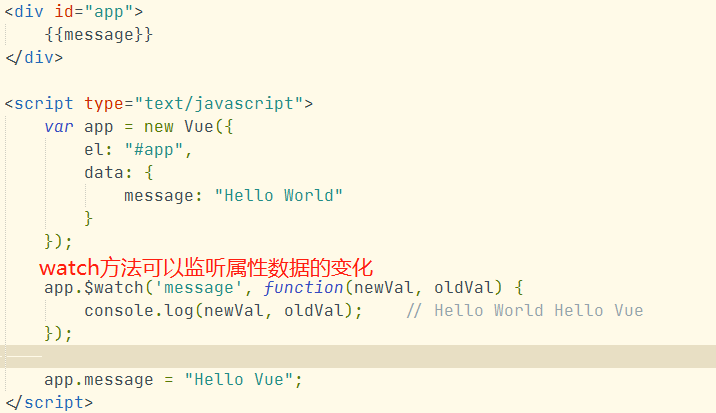 <div id="app">
{{message}}
</div>
<script type="text/javascript">
var app = new Vue({
el: "#app",
data: {
message: "Hello World"
}
});
watch方法可以监听属性数据的变化
app.$watch('message', function(newVal, oldVal) {
console.log(newVal, oldVal); // Hello World Hello Vue
});
app.message = "Hello Vue";
</script>